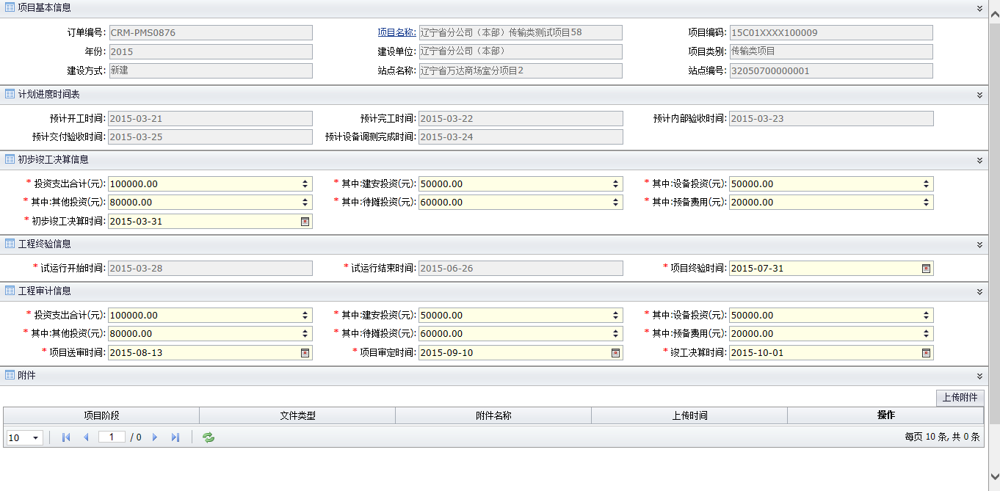 项目基本信息
订单编号: CRM-PMS0876 项目名称: 辽宁省分公司（本部）传输类测试项目58 项目编码: 15C01XXXX100009
年份: 2015 建设单位: 辽宁省分公司（本部） 项目类别: 传输类项目
建设方式: 新建 站点名称: 辽宁省万达商场室分项目2 站点编号: 32050700000001
计划进度时间表
预计开工时间: 2015-03-21 预计完工时间: 2015-03-22 预计内部验收时间: 2015-03-23
预计交付验收时间: 2015-03-25 预计设备调测完成时间: 2015-03-24
初步竣工决算信息
* 投资支出合计(元): 100000.00 * 其中:建安投资(元): 50000.00 * 其中:设备投资(元): 50000.00
* 其中:其他投资(元): 80000.00 * 其中:待摊投资(元): 60000.00 * 其中:预备费用(元): 20000.00
* 初步竣工决算时间: 2015-03-31
工程终验信息
* 试运行开始时间: 2015-03-28 * 试运行结束时间: 2015-06-26 * 项目终验时间: 2015-07-31
工程审计信息
* 投资支出合计(元): 100000.00 * 其中:建安投资(元): 50000.00 * 其中:设备投资(元): 50000.00
* 其中:其他投资(元): 80000.00 * 其中:待摊投资(元): 60000.00 * 其中:预备费用(元): 20000.00
* 项目送审时间: 2015-08-13 * 项目审定时间: 2015-09-10 * 竣工决算时间: 2015-10-01
附件
上传附件
项目阶段 文件类型 附件名称 上传时间 操作
10 1 / 0 每页 10 条, 共 0 条